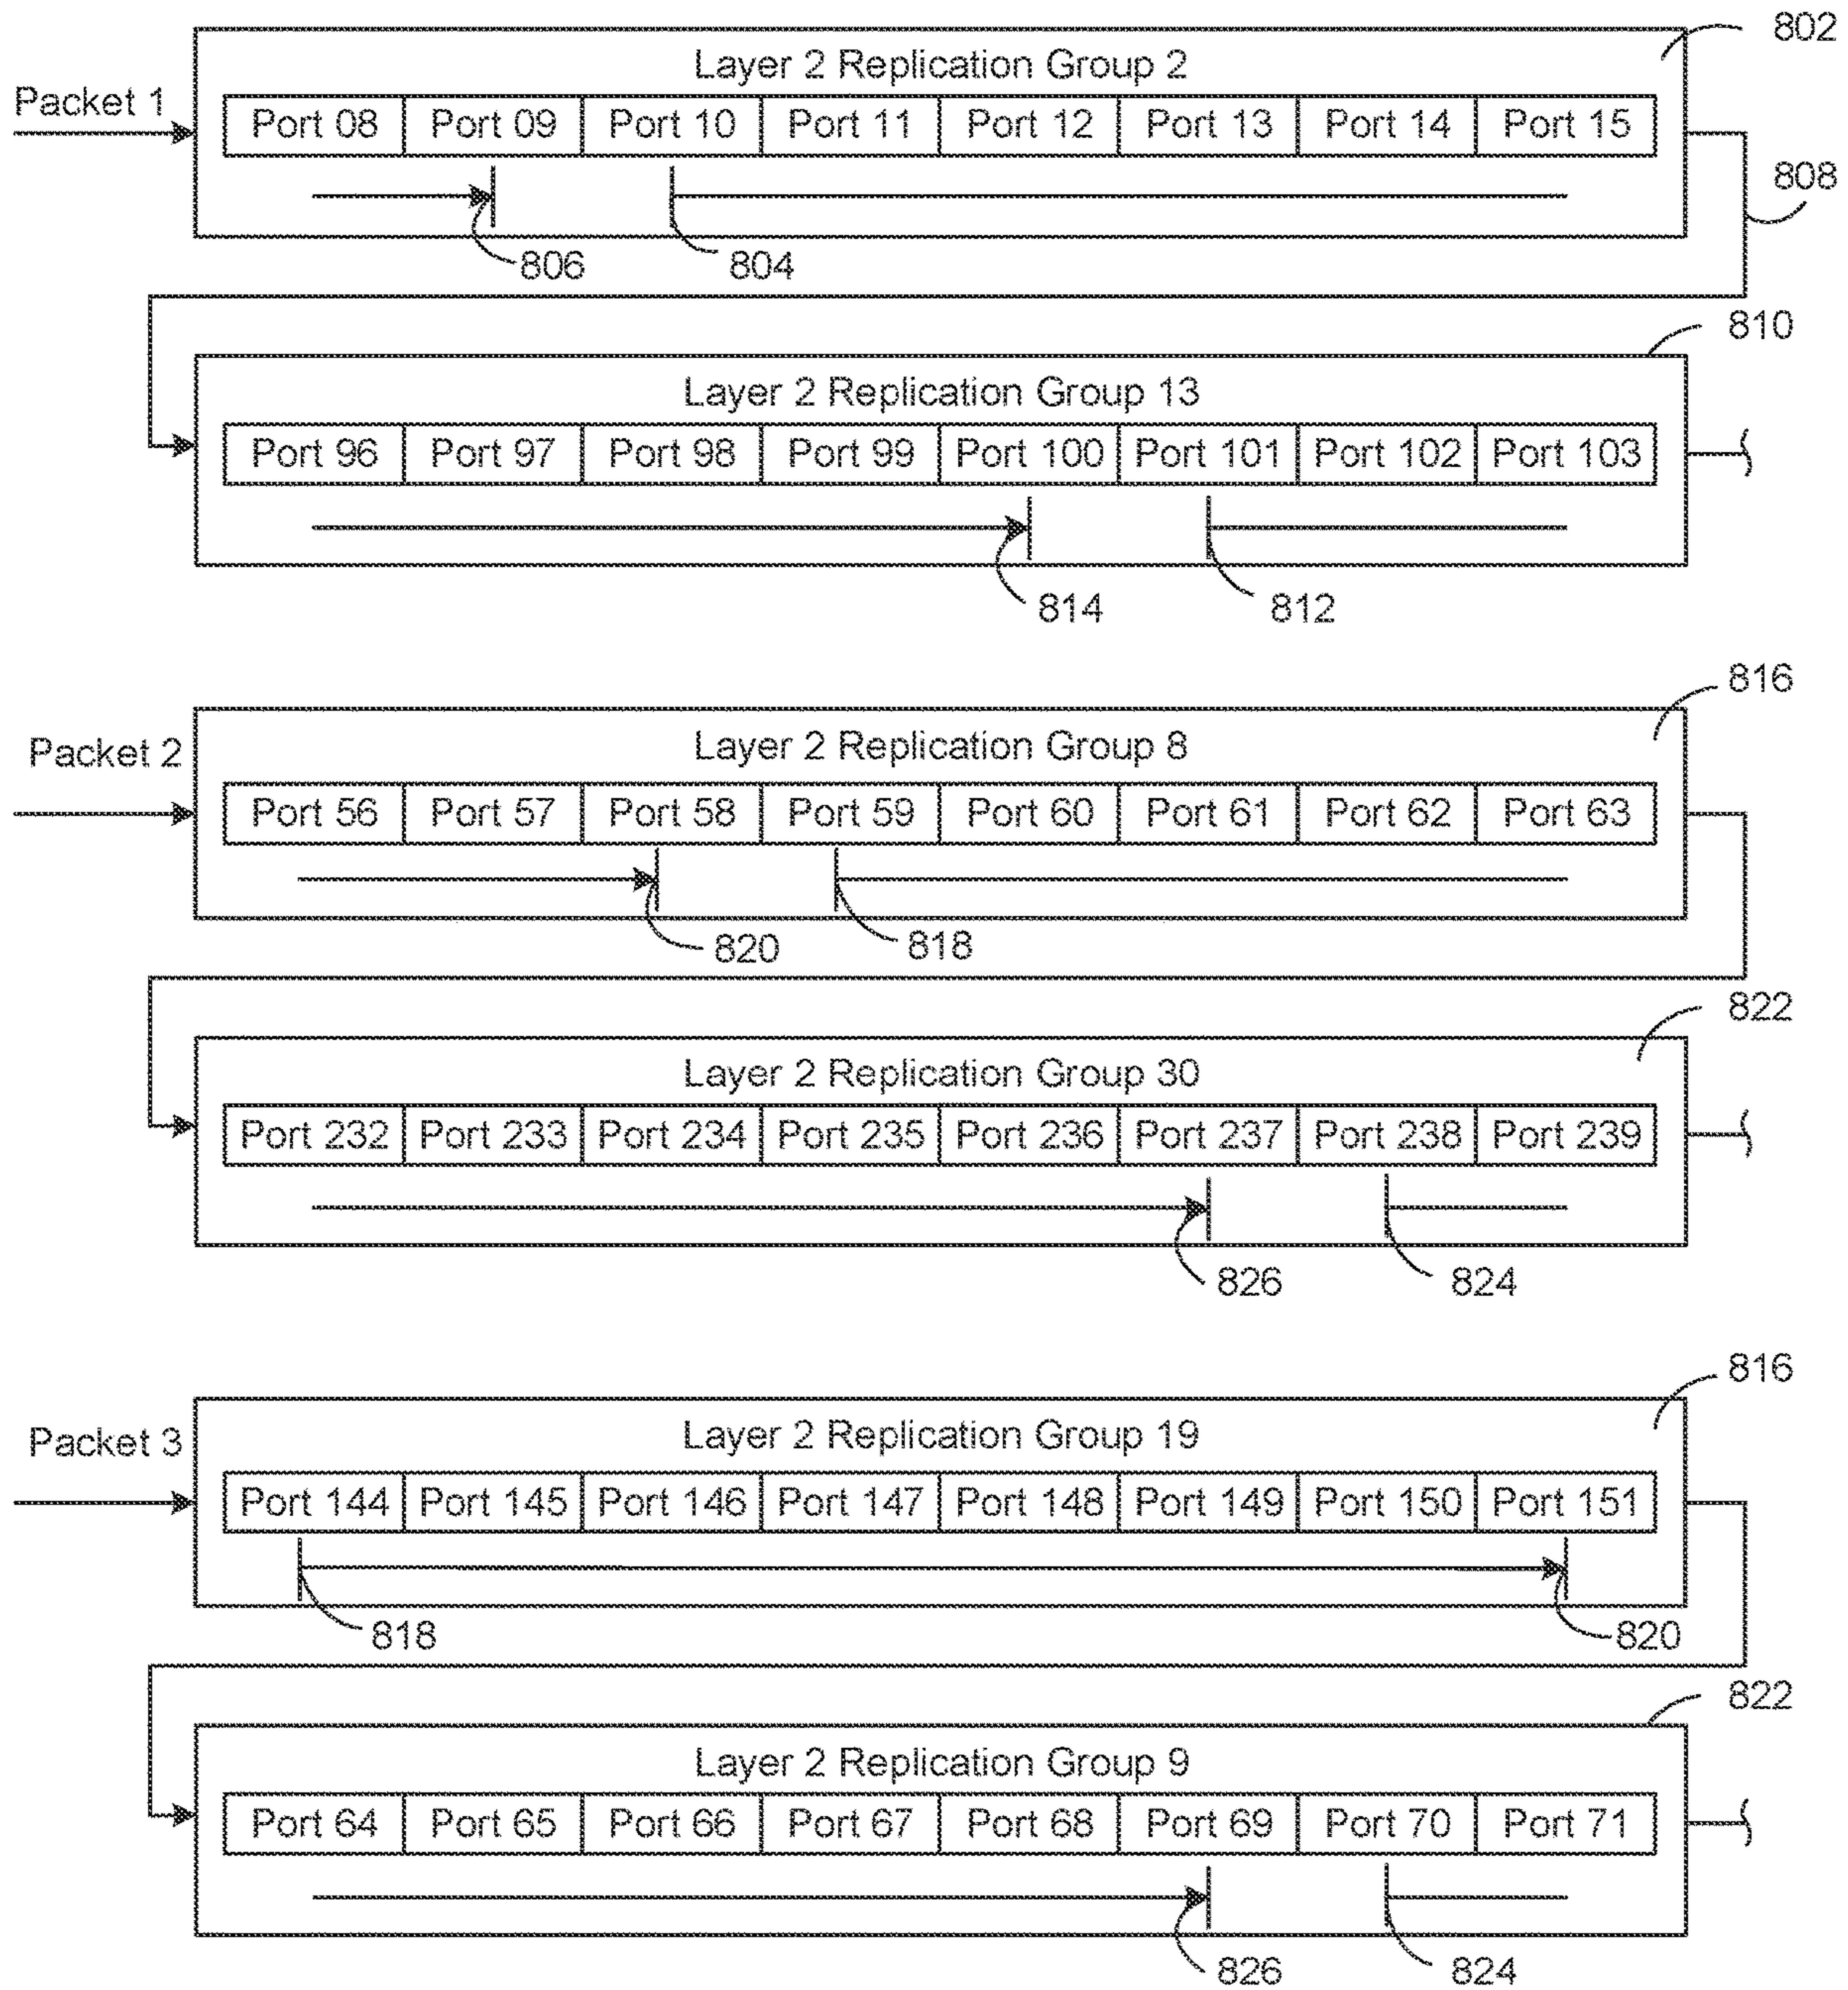 802
Layer 2 Replication Group 2
Packet 1
Port 08 Port 09 Port 10 Port 11 Port 12 Port 13 Port 14 Port 15
808
806 804
810
Layer 2 Replication Group 13
Port 96 Port 97 Port 98 Port 99 Port 100 Port 101 Port 102 Port 103
814 812
816
Layer 2 Replication Group 8
Packet 2
Port 56 Port 57 Port 58 Port 59 Port 60 Port 61 Port 62 Port 63
820 818
822
Layer 2 Replication Group 30
Port 232 Port 233 Port 234 Port 235 Port 236 Port 237 Port 238 Port 239
826 824
816
Layer 2 Replication Group 19
Packet 3
Port 144 Port 145 Port 146 Port 147 Port 148 Port 149 Port 150 Port 151
818 820
822
Layer 2 Replication Group 9
Port 64 Port 65 Port 66 Port 67 Port 68 Port 69 Port 70 Port 71
826 824